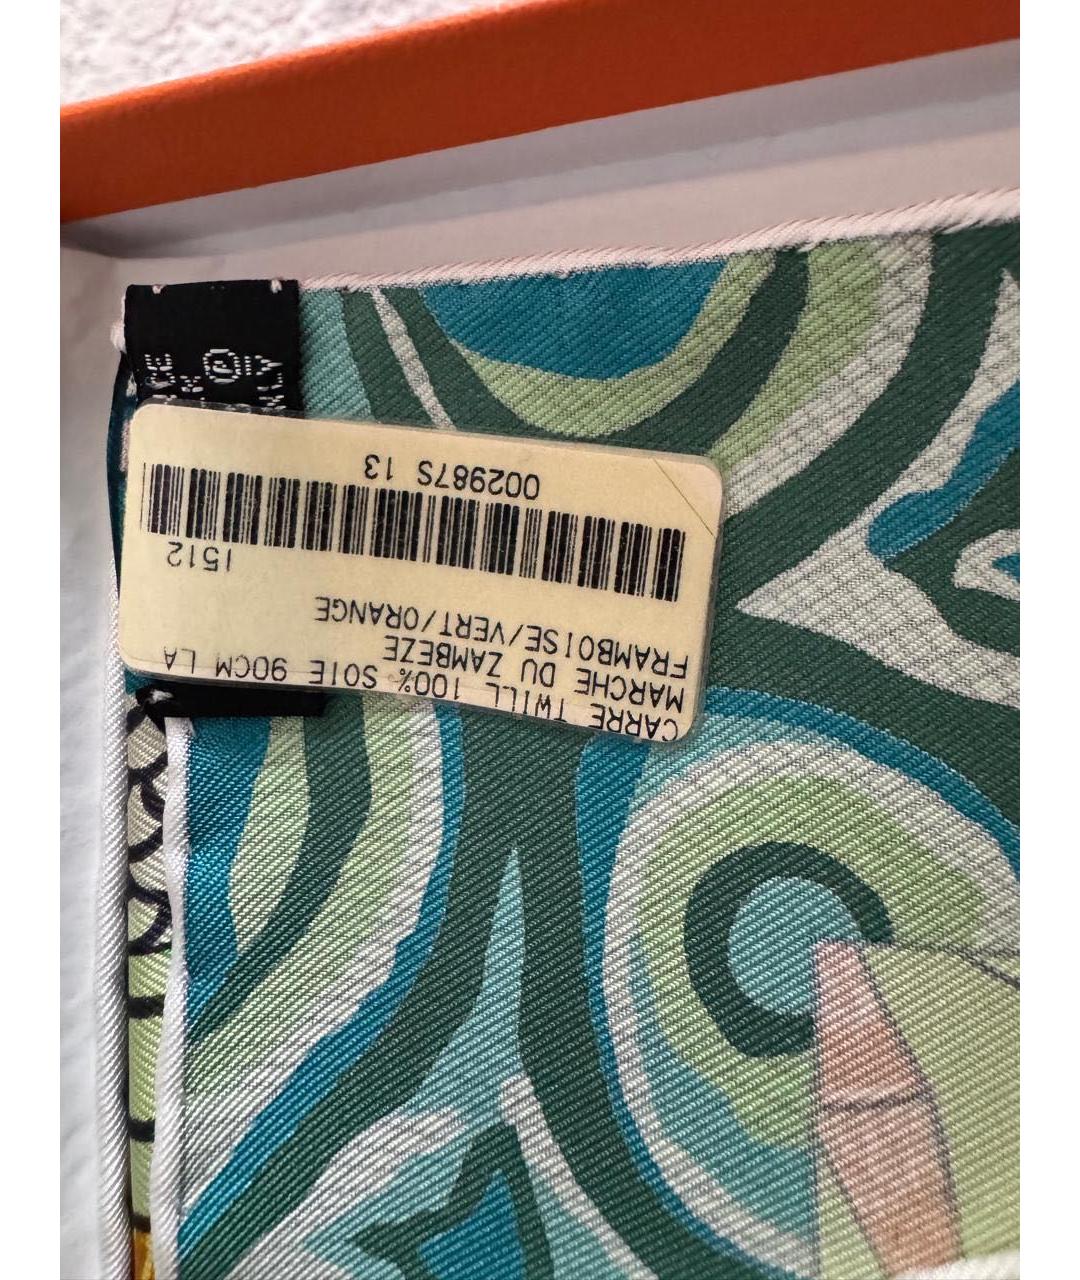 CARRE TWILL 100% SOIE 90CM LA
MARCHE DU ZAMBEZE
FRAMBOISE/VERT/ORANGE
1512
002987S 13